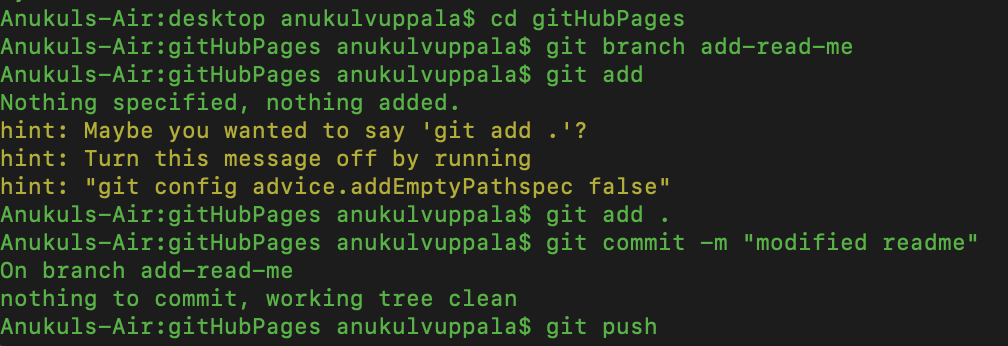 Anukuls-Air:desktop anukulvuppala$ cd gitHubPages
Anukuls-Air:gitHubPages anukulvuppala$ git branch add-read-me
Anukuls-Air:gitHubPages anukulvuppala$ git add
Nothing specified, nothing added.
hint: Maybe you wanted to say 'git add .'?
hint: Turn this message off by running
hint: "git config advice.addEmptyPathspec false"
Anukuls-Air:gitHubPages anukulvuppala$ git add .
Anukuls-Air:gitHubPages anukulvuppala$ git commit -m "modified readme"
On branch add-read-me
nothing to commit, working tree clean
Anukuls-Air:gitHubPages anukulvuppala$ git push